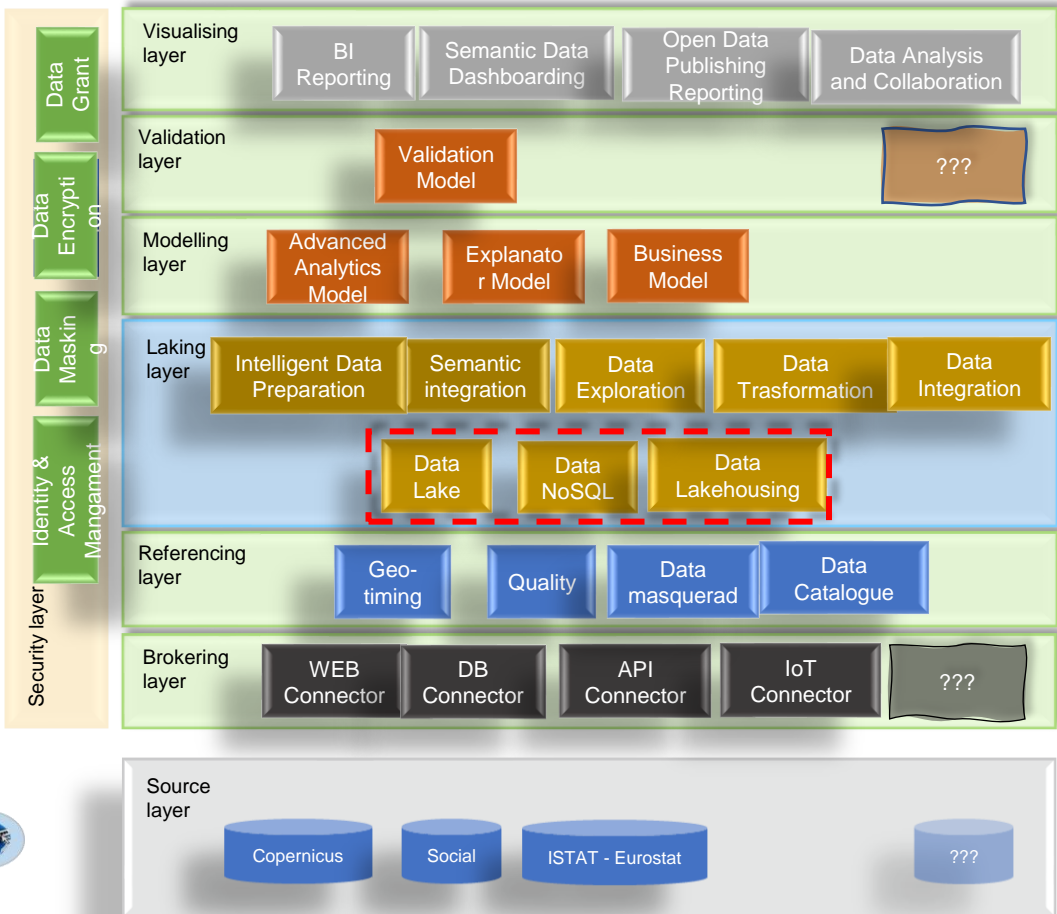 Visualising
layer
BI
Reporting
Semantic Data
Dashboarding
Open Data
Publishing
Reporting
Data Analysis
and Collaboration
Validation
layer
Validation
Model
???
Modelling
layer
Advanced
Analytics
Model
Explanato
r Model
Business
Model
Laking
layer
Intelligent Data
Preparation
Semantic
integration
Data
Exploration
Data
Trasformation
Data
Integration
Data
Lake
Data
NoSQL
Data
Lakehousing
Referencing
layer
Geo-
timing
Quality
Data
masquerad
Data
Catalogue
Brokering
layer
WEB
Connector
DB
Connector
API
Connector
IoT
Connector
???
Source
layer
Copernicus
Social
ISTAT - Eurostat
???
Data
Grant
Data
Encrypti
on
Data
Maskin
g
Identity &
Access
Mangament
Security layer